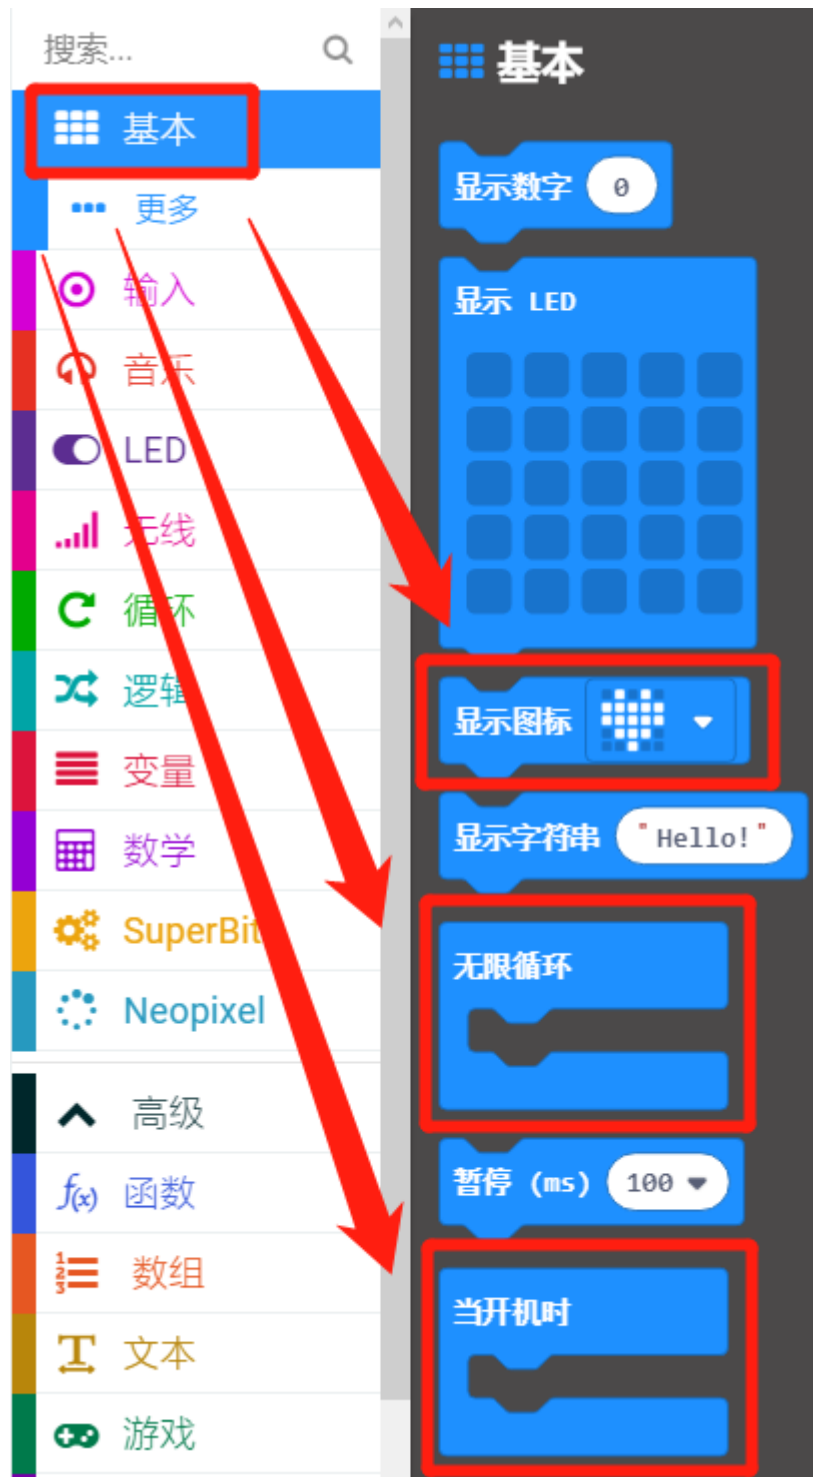 搜索...
基本
更多
输入
音乐
LED
无线
循环
逻辑
变量
数学
SuperBit
Neopixel
高级
f(x) 函数
1
2
3
数组
T 文本
游戏
基本
显示数字 0
显示 LED
显示图标
显示字符串 "Hello!"
无限循环
暂停 (ms) 100
当开机时